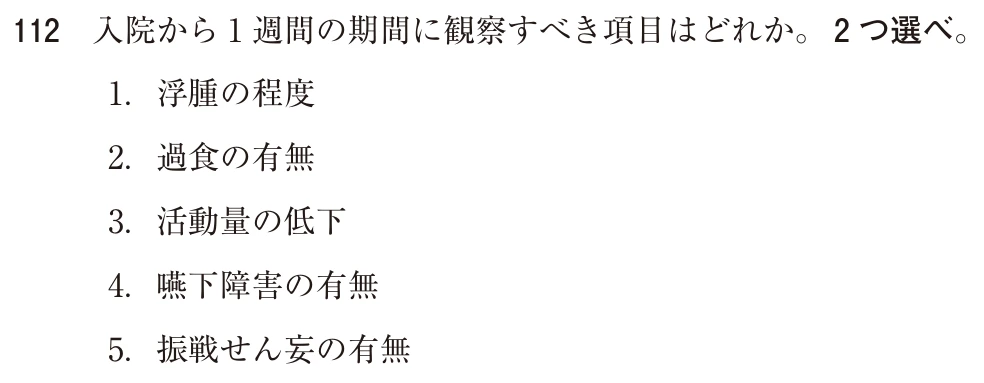 112 入院から1週間の期間に観察すべき項目はどれか。2つ選べ。
1. 浮腫の程度
2. 過食の有無
3. 活動量の低下
4. 嚥下障害の有無
5. 振戦せん妄の有無